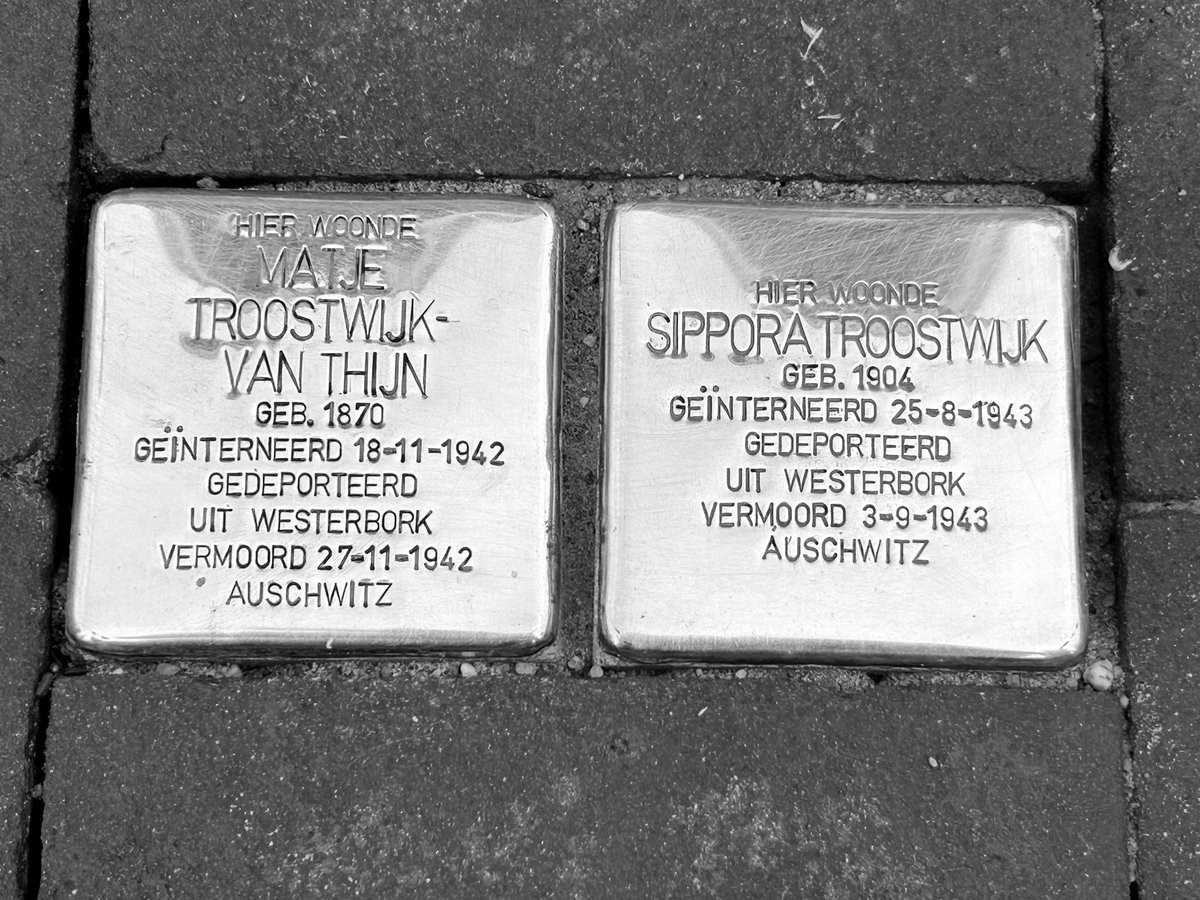 HIER WOONDE
MATJE
TROOSTWIJK-
VAN THIJN
GEB. 1870
GEÏNTERNEERD 18-11-1942
GEDEPORTEERD
UIT WESTERBORK
VERMOORD 27-11-1942
AUSCHWITZ
HIER WOONDE
SIPPORA TROOSTWIJK
GEB. 1904
GEÏNTERNEERD 25-8-1943
GEDEPORTEERD
UIT WESTERBORK
VERMOORD 3-9-1943
AUSCHWITZ